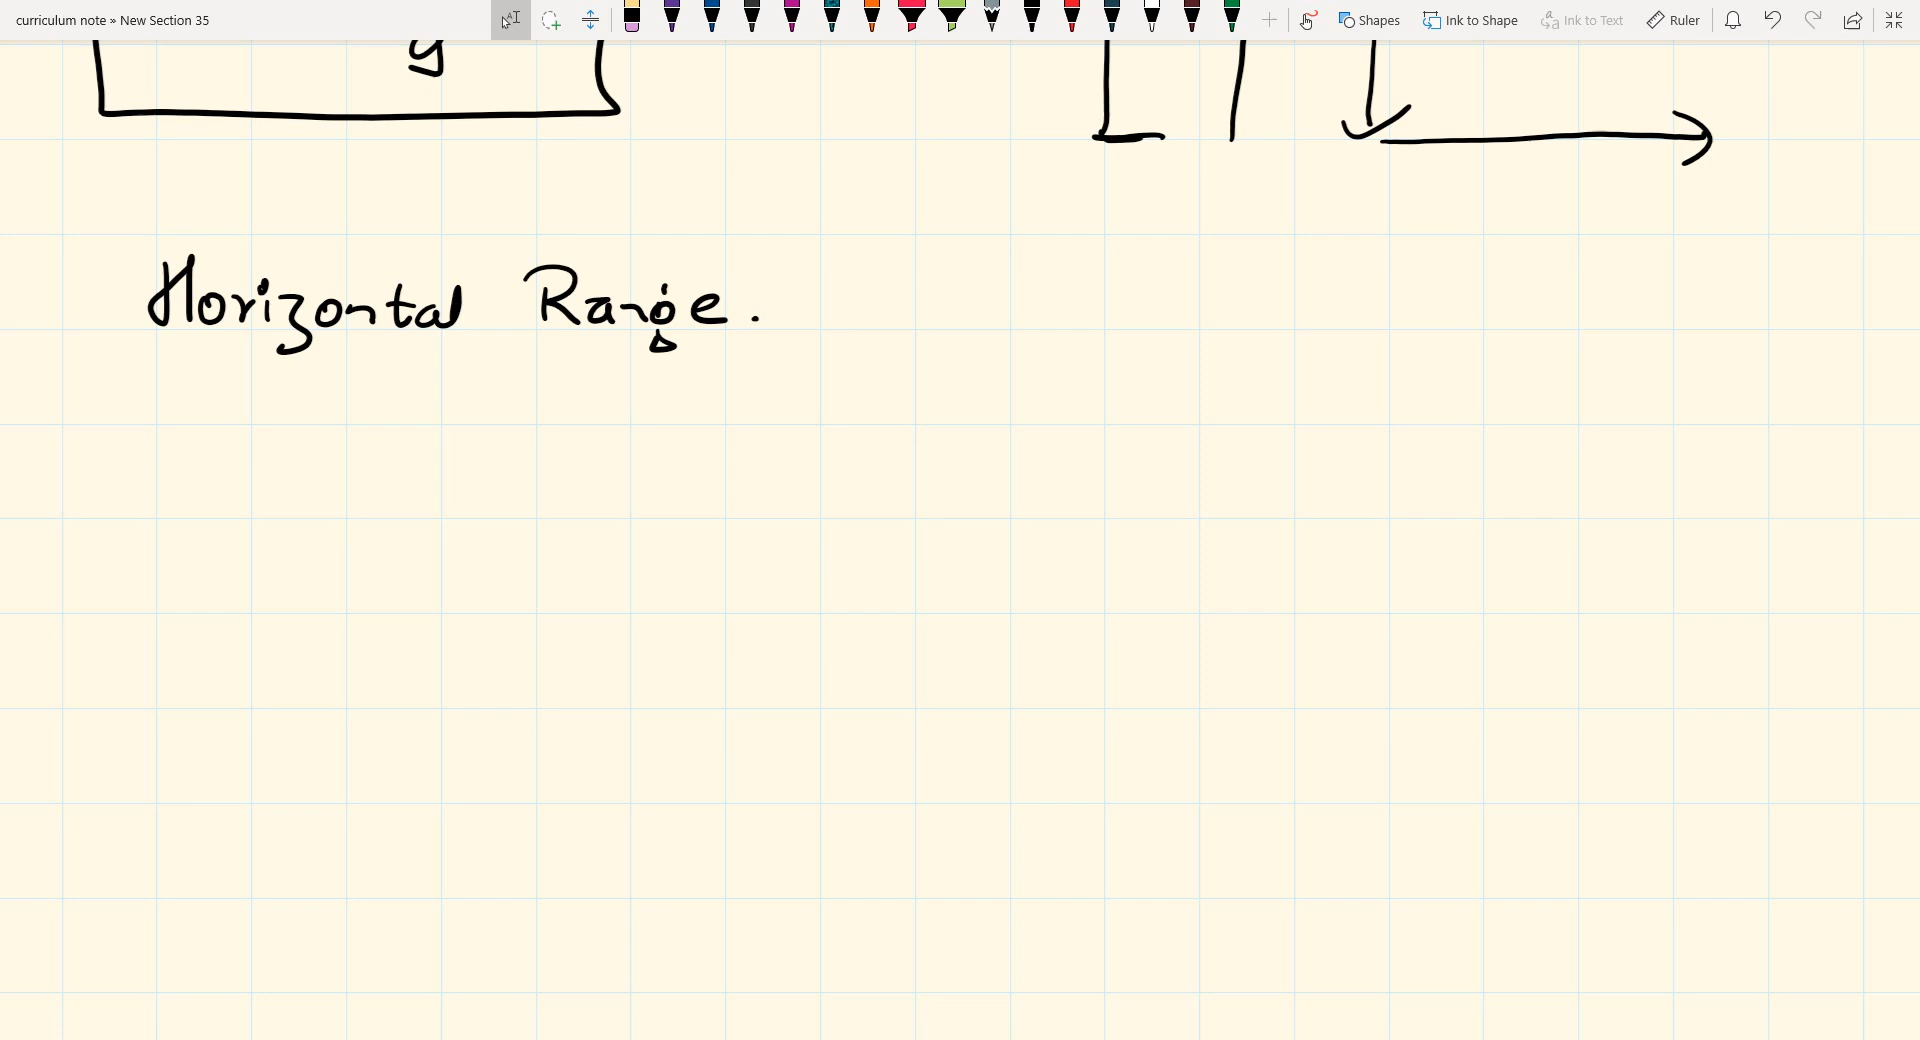 curriculum note » New Section 35
Shapes
Ink to Shape
Ink to Text
Ruler
g
Horizontal Range.